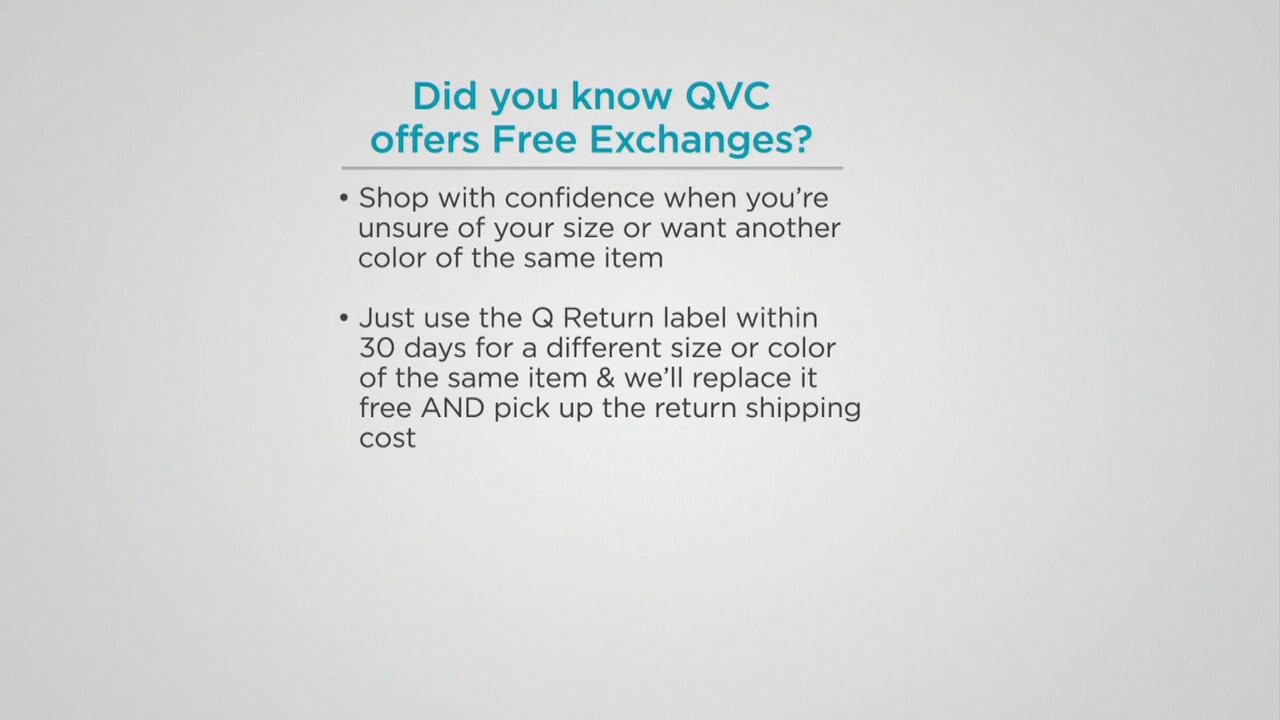 Did you know QVC
offers Free Exchanges?
• Shop with confidence when you're
unsure of your size or want another
color of the same item
• Just use the Q Return label within
30 days for a different size or color
of the same item & we'll replace it
free AND pick up the return shipping
cost